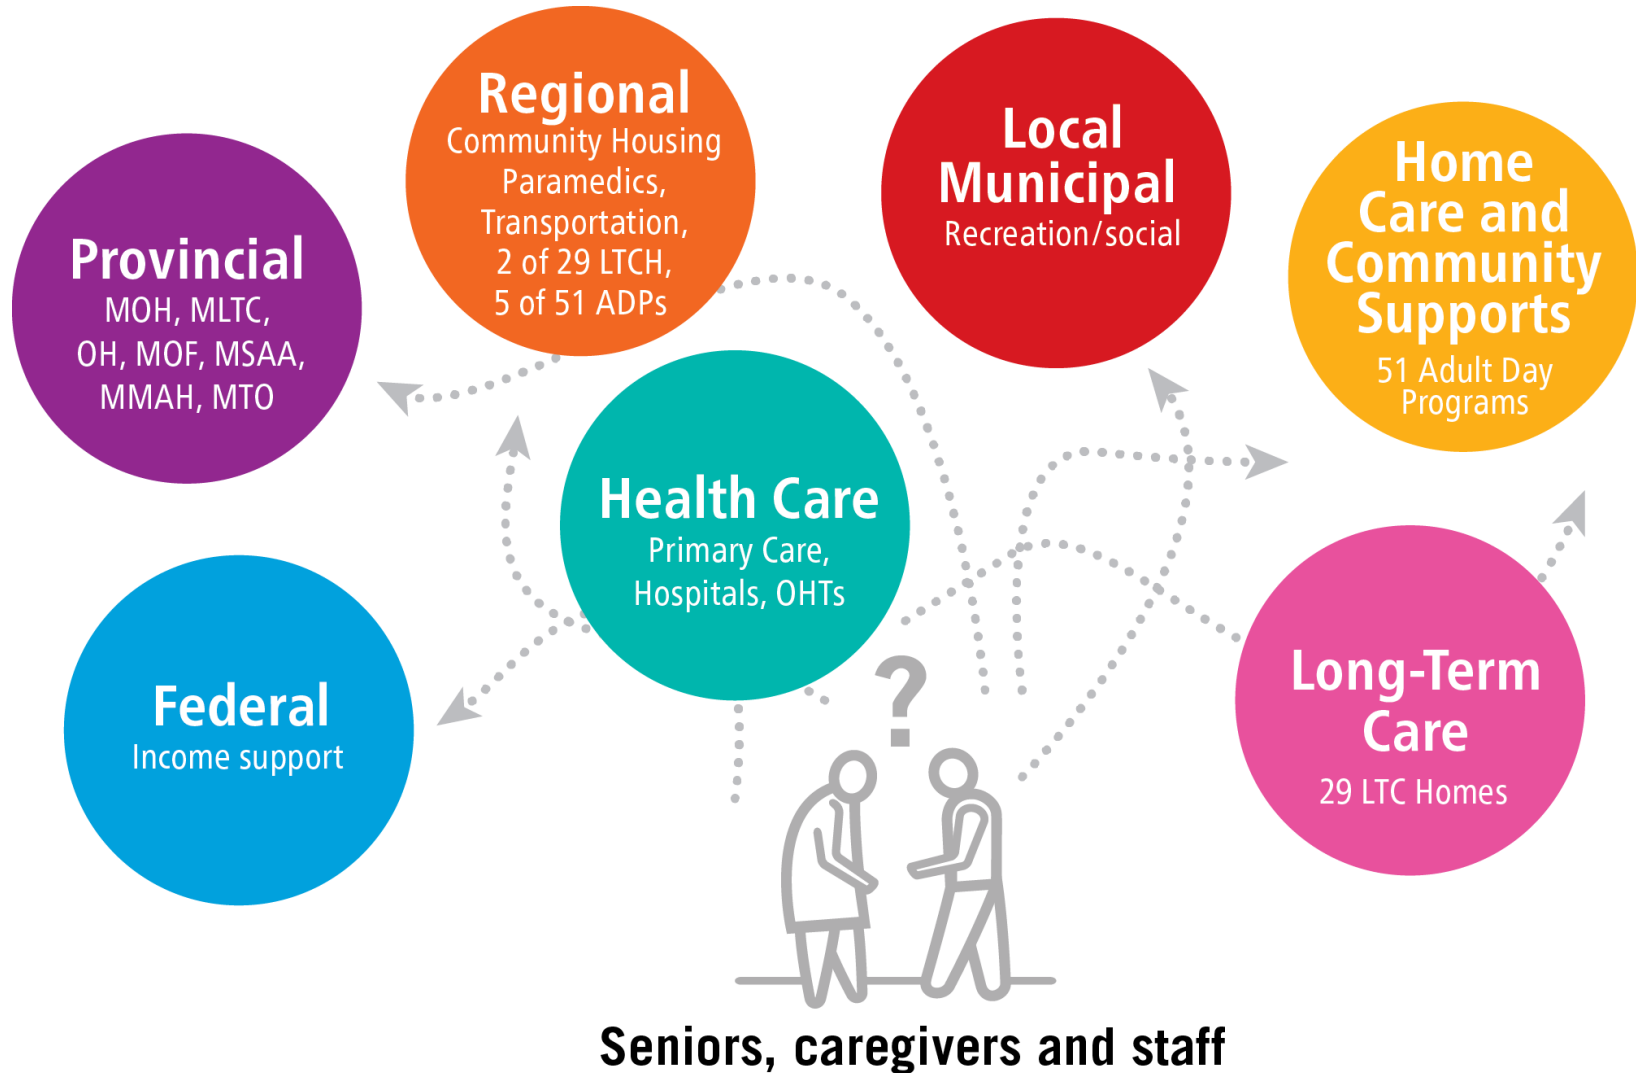 Regional
Community Housing
Paramedics,
Transportation,
2 of 29 LTCH,
5 of 51 ADPs
Local
Municipal
Recreation/social
Home
Care and
Community
Supports
51 Adult Day
Programs
Provincial
MOH, MLTC,
OH, MOF, MSAA,
MMAH, MTO
Health Care
Primary Care,
Hospitals, OHTs
Federal
Income support
Long-Term
Care
29 LTC Homes
?
Seniors, caregivers and staff